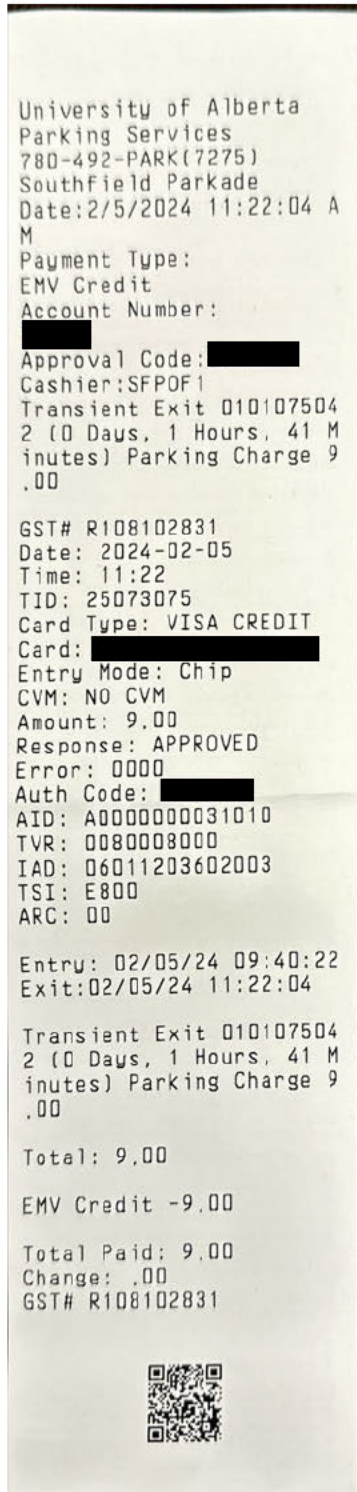 University of Alberta
Parking Services
780-492-PARK(7275)
Southfield Parkade
Date:2/5/2024 11:22:04 A
M
Payment Type:
EMV Credit
Account Number:
Approval Code:
Cashier:SFPOF1
Transient Exit 010107504
2 (0 Days, 1 Hours, 41 M
inutes) Parking Charge 9
.00
GST# R108102831
Date: 2024-02-05
Time: 11:22
TID: 25073075
Card Type: VISA CREDIT
Card:
Entry Mode: Chip
CVM: NO CVM
Amount: 9.00
Response: APPROVED
Error: 0000
Auth Code:
AID: A0000000031010
TVR: 0080008000
IAD: 06011203602003
TSI: E800
ARC: 00
Entry: 02/05/24 09:40:22
Exit:02/05/24 11:22:04
Transient Exit 010107504
2 (0 Days, 1 Hours, 41 M
inutes) Parking Charge 9
.00
Total: 9.00
EMV Credit -9.00
Total Paid: 9.00
Change: .00
GST# R108102831